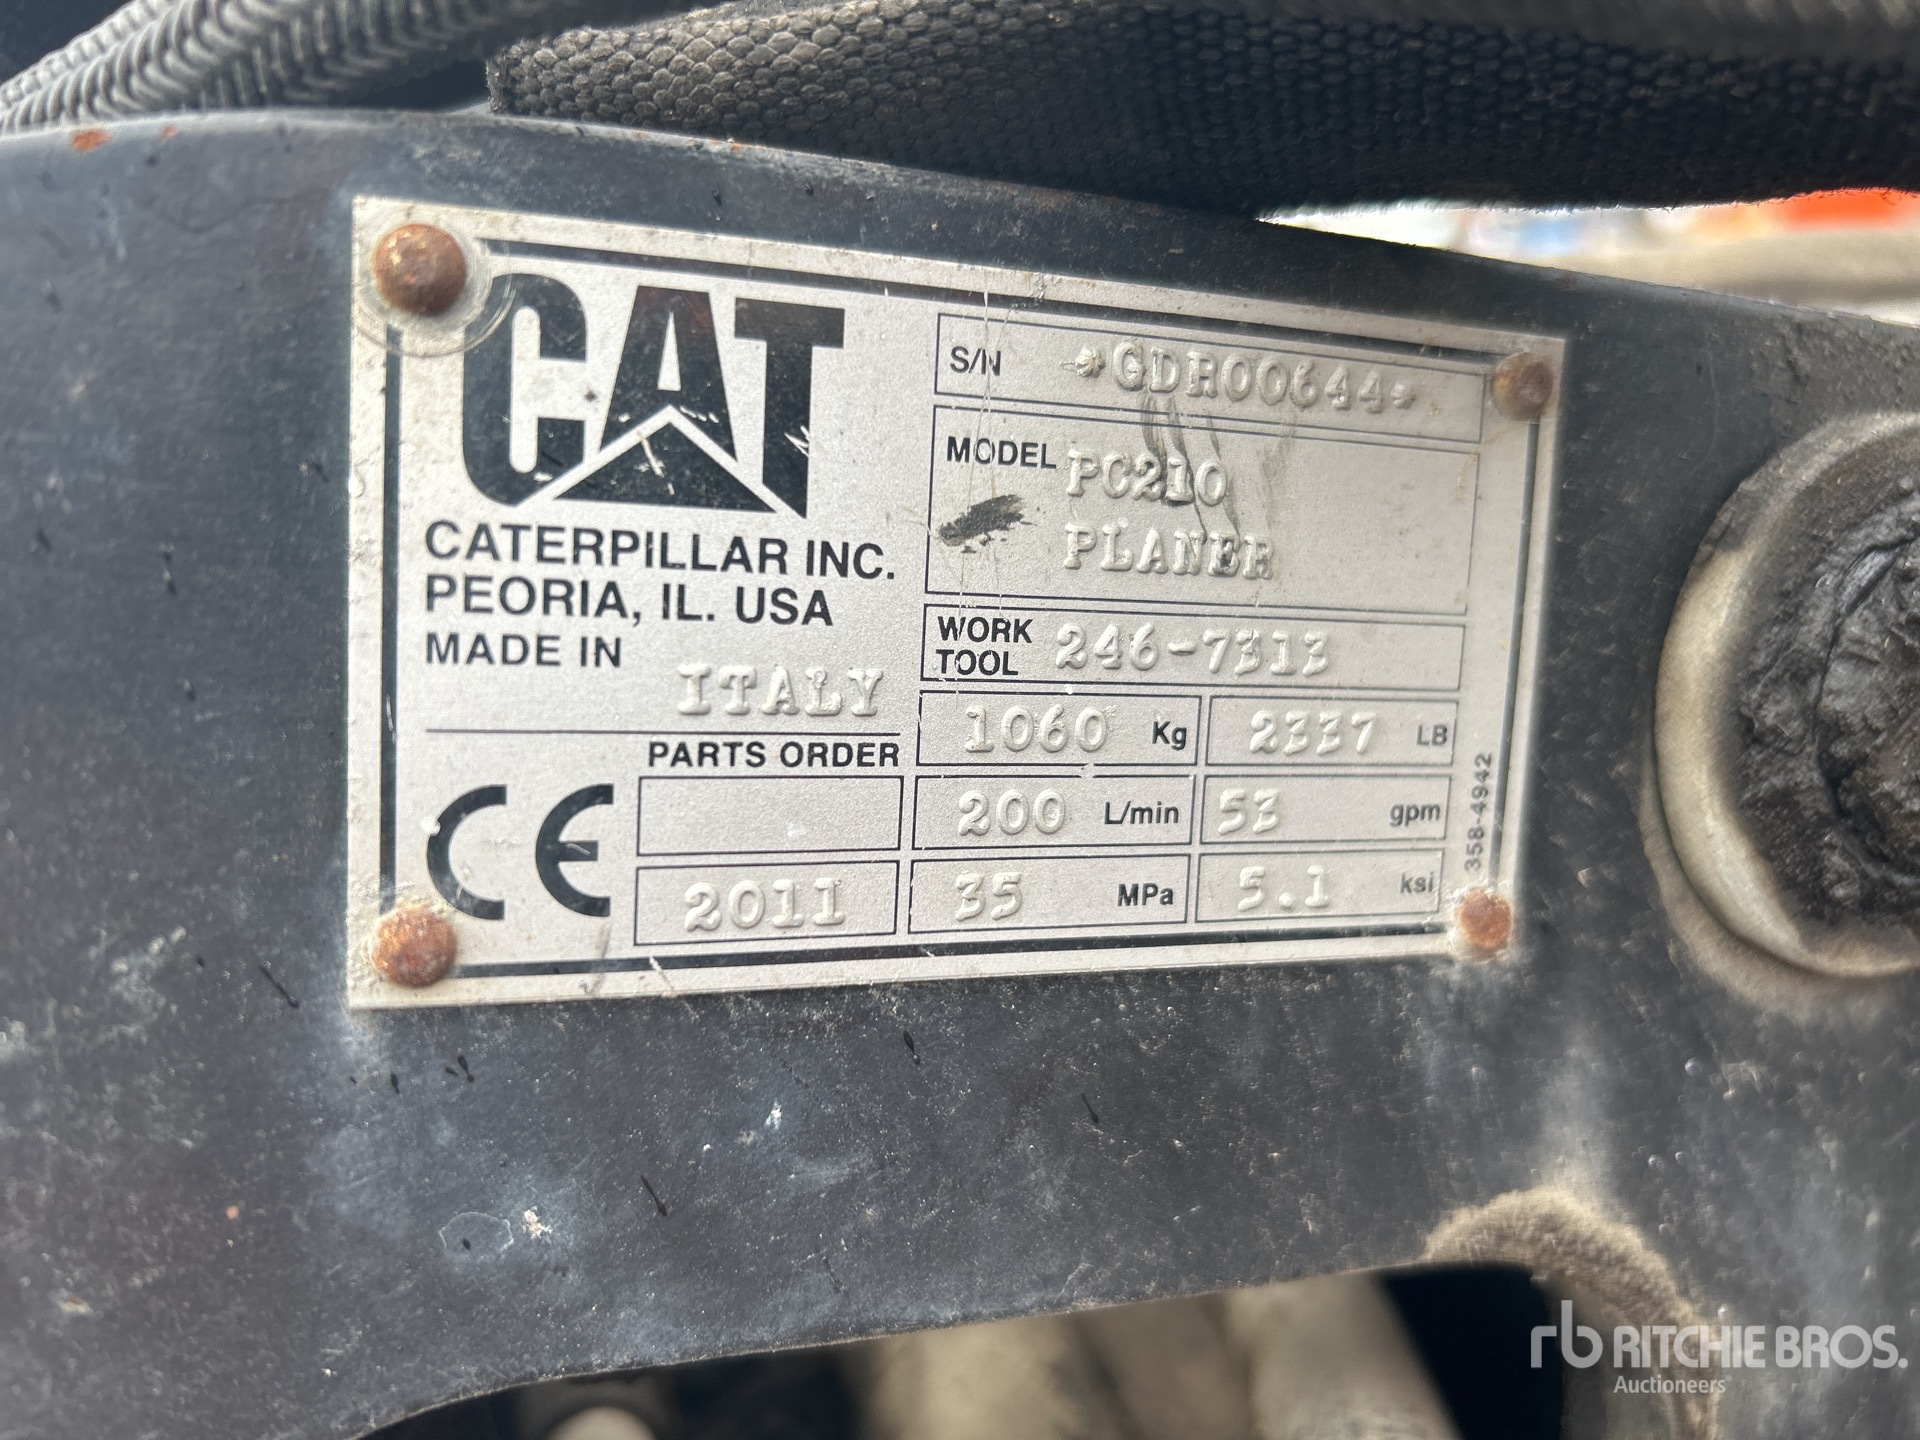 CAT
CATERPILLAR INC.
PEORIA, IL. USA
MADE IN
ITALY
PARTS ORDER
CE
2011
S/N *GDR00644*
MODEL PC210
PLANER
WORK TOOL 246-7313
1060 Kg 2337 LB
200 L/min 53 gpm
35 MPa 5.1 ksi
358-4942
rb RITCHIE BROS.
Auctioneers